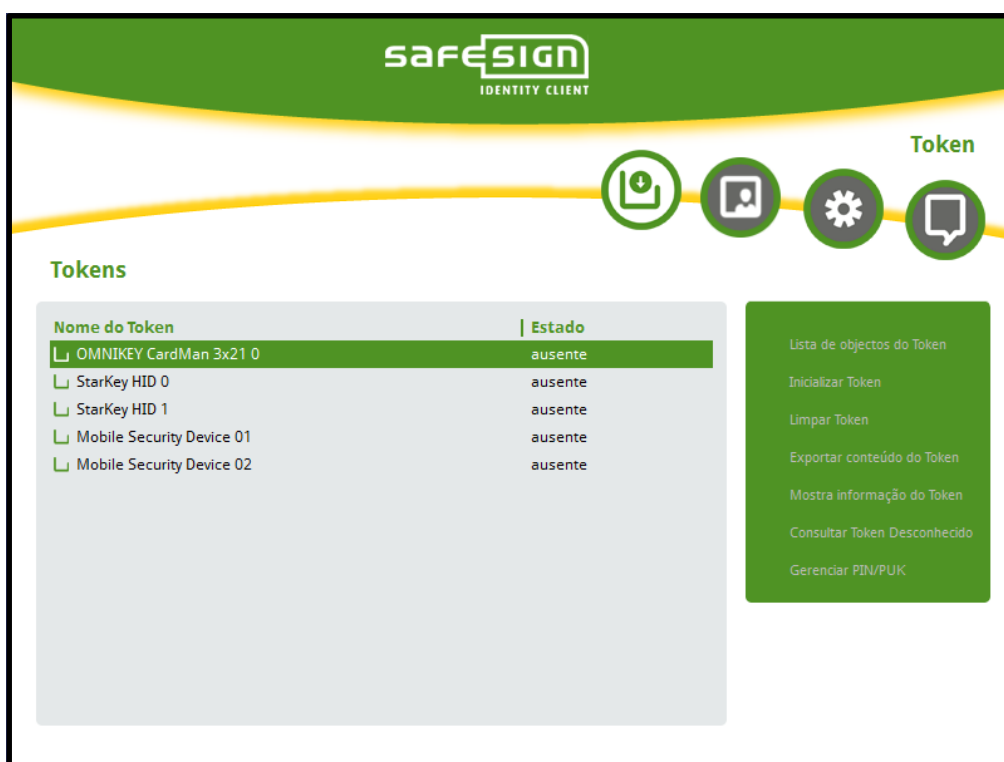 safesign
IDENTITY CLIENT
Token
Tokens
Nome do Token Estado
OMNIKEY CardMan 3x21 0 ausente
StarKey HID 0 ausente
StarKey HID 1 ausente
Mobile Security Device 01 ausente
Mobile Security Device 02 ausente
Lista de objectos do Token
Inicializar Token
Limpar Token
Exportar conteúdo do Token
Mostra informação do Token
Consultar Token Desconhecido
Gerenciar PIN/PUK